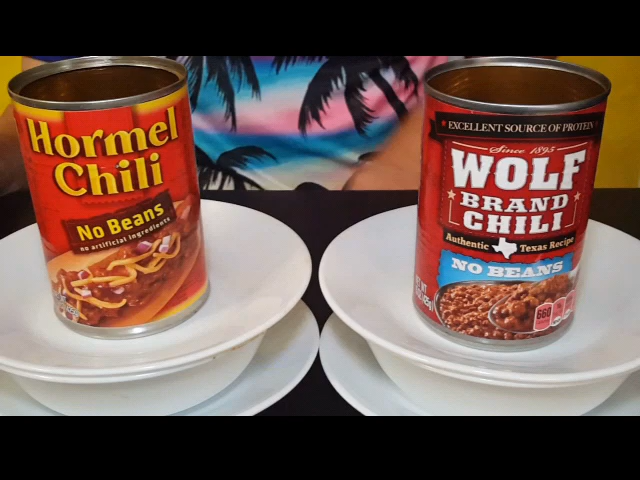 Hormel
Chili
No Beans
no artificial ingredients
EXCELLENT SOURCE OF PROTEIN
Since 1895
WOLF
BRAND
CHILI
Authentic Texas Recipe
NO BEANS
660